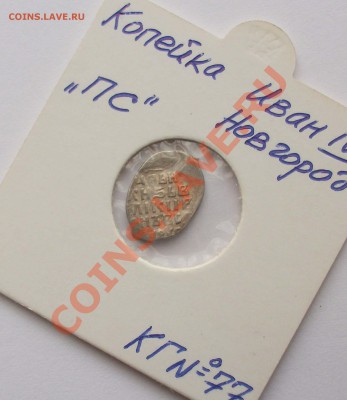 COINS.LAVE.RU
Копейка
Иван IV
"ПС"
Новгород
КГ№77
COINS.LAVE.RU